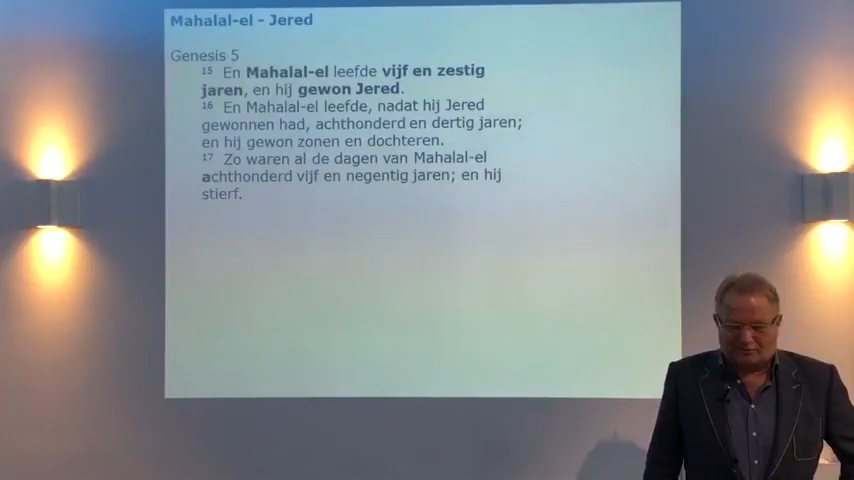 Mahalal-el - Jered
Genesis 5
15 En Mahalal-el leefde vijf en zestig
jaren, en hij gewon Jered.
16 En Mahalal-el leefde, nadat hij Jered
gewonnen had, achthonderd en dertig jaren;
en hij gewon zonen en dochteren.
17 Zo waren al de dagen van Mahalal-el
achthonderd vijf en negentig jaren; en hij
stierf.